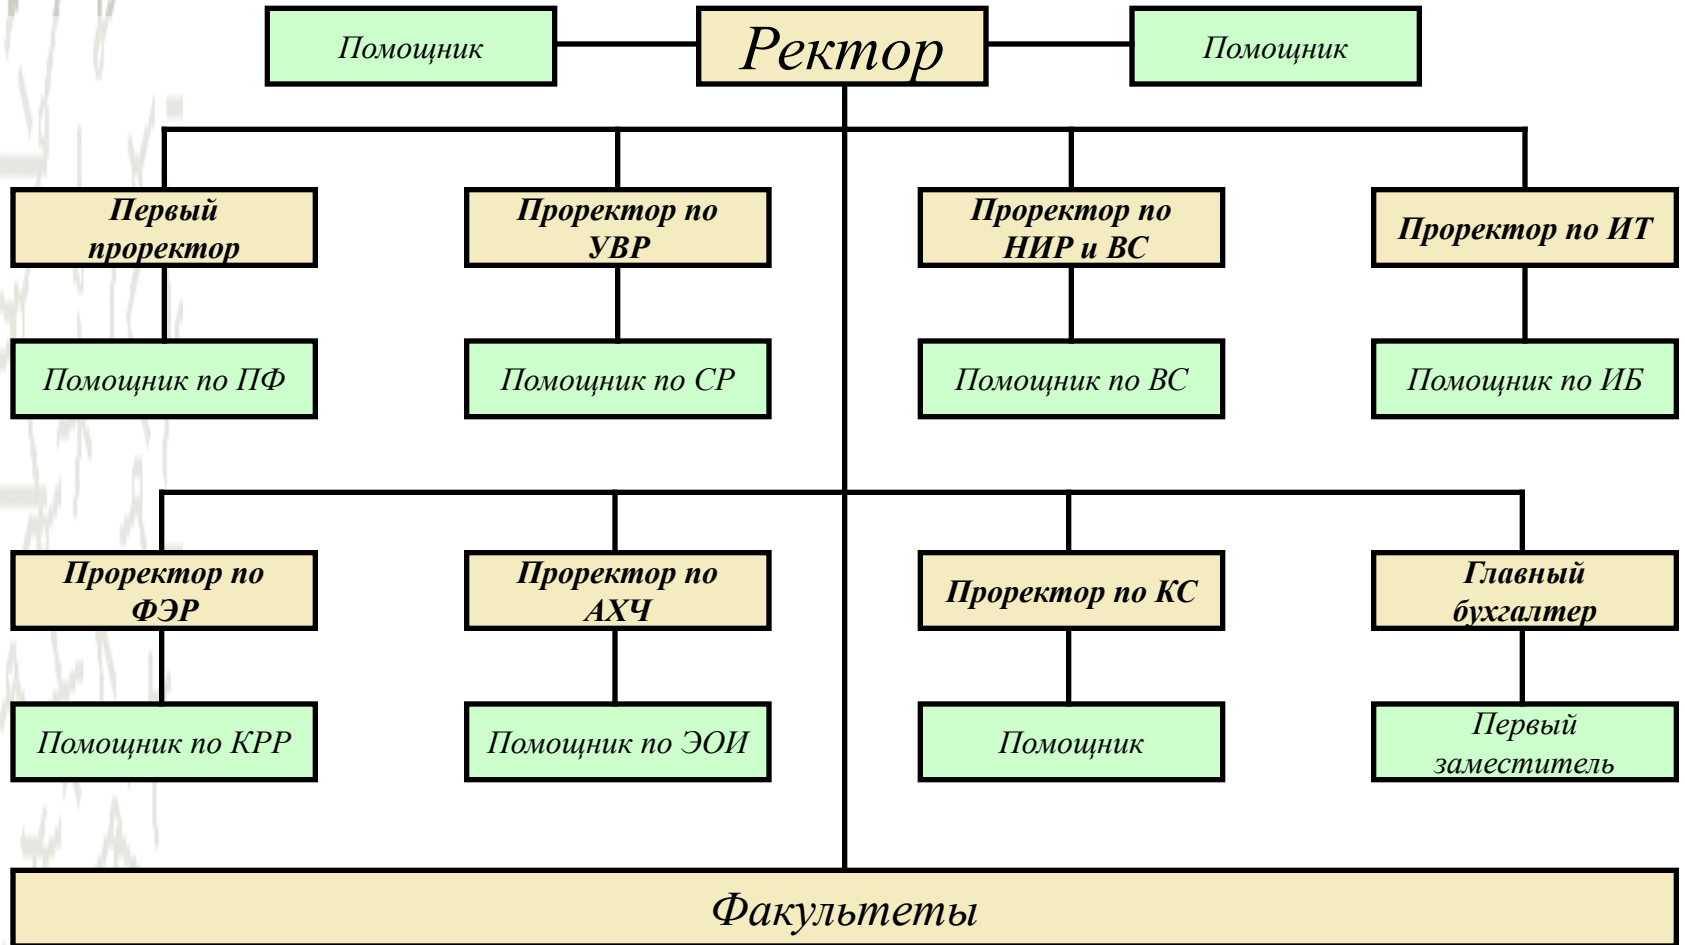 Помощник
Ректор
Помощник
Первый
проректор
Проректор по
УВР
Проректор по
НИР и ВС
Проректор по ИТ
Помощник по ПФ
Помощник по СР
Помощник по ВС
Помощник по ИБ
Проректор по
ФЭР
Проректор по
АХЧ
Проректор по КС
Главный
бухгалтер
Помощник по КРР
Помощник по ЭОИ
Помощник
Первый
заместитель
Факультеты